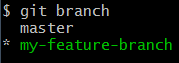 $ git branch
  master
* my-feature-branch